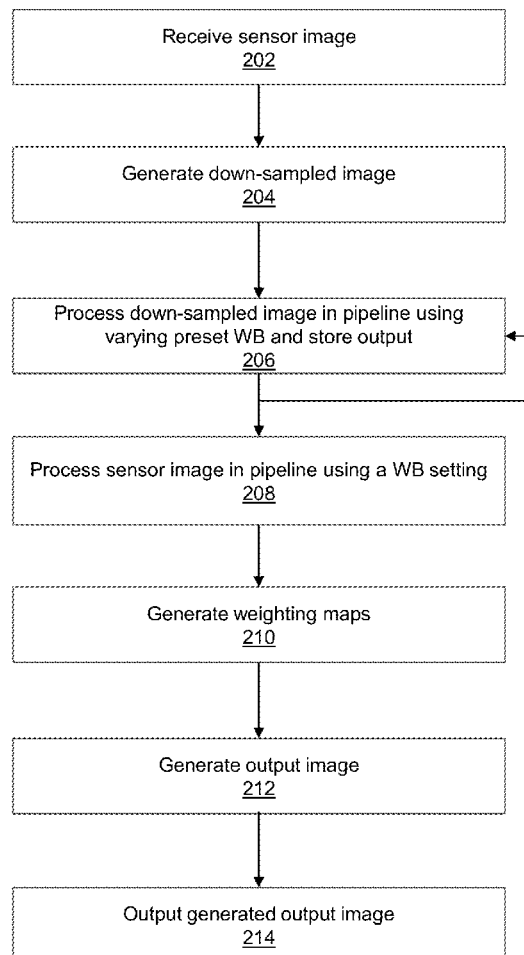 Receive sensor image
202
Generate down-sampled image
204
Process down-sampled image in pipeline using
varying preset WB and store output
206
Process sensor image in pipeline using a WB setting
208
Generate weighting maps
210
Generate output image
212
Output generated output image
214